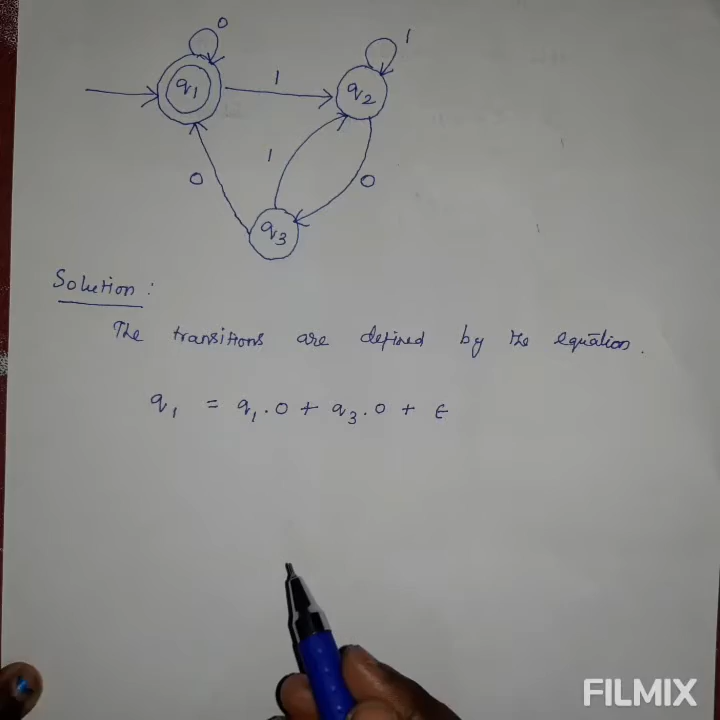 0
1
1
q1
q2
1
0
0
q3
Solution :
The transitions are defined by the equation.
q1 = q1 . 0 + q3 . 0 + ϵ
FILMIX